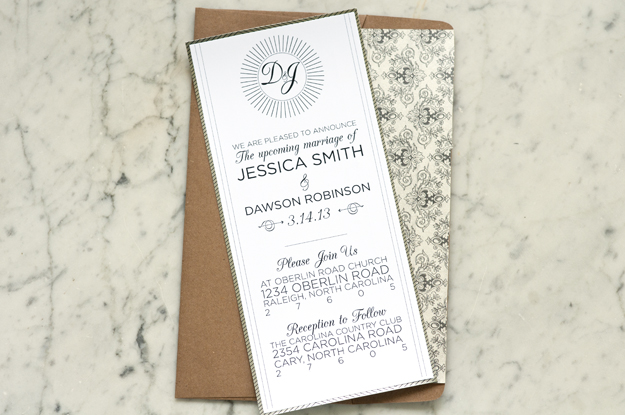 D&J
WE ARE PLEASED TO ANNOUNCE
The upcoming marriage of
JESSICA SMITH
&
DAWSON ROBINSON
3.14.13
Please Join Us
AT OBERLIN ROAD CHURCH
1234 OBERLIN ROAD
RALEIGH, NORTH CAROLINA
2 7 6 0 5
Reception to Follow
THE CAROLINA COUNTRY CLUB
2354 CAROLINA ROAD
CARY, NORTH CAROLINA
2 7 6 0 5